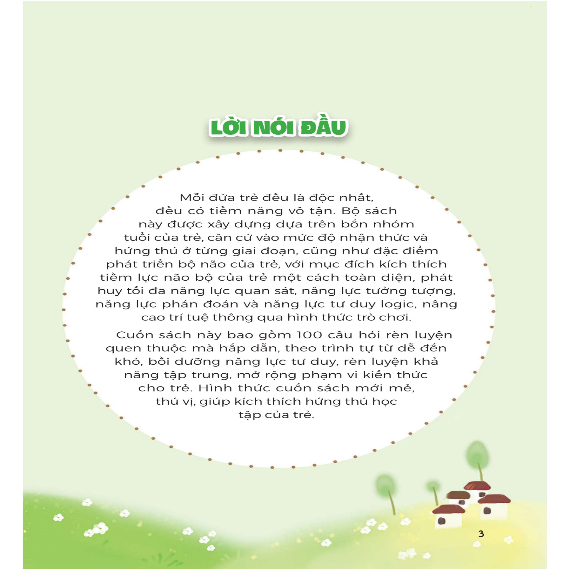 LỜI NÓI ĐẦU
Mỗi đứa trẻ đều là độc nhất,
đều có tiềm năng vô tận. Bộ sách
này được xây dựng dựa trên bốn nhóm
tuổi của trẻ, căn cứ vào mức độ nhận thức và
hứng thú ở từng giai đoạn, cũng như đặc điểm
phát triển bộ não của trẻ, với mục đích kích thích
tiềm lực não bộ của trẻ một cách toàn diện, phát
huy tối đa năng lực quan sát, năng lực tưởng tượng,
năng lực phán đoán và năng lực tư duy logic, nâng
cao trí tuệ thông qua hình thức trò chơi.
Cuốn sách này bao gồm 100 câu hỏi rèn luyện
quen thuộc mà hấp dẫn, theo trình tự từ dễ đến
khó, bồi dưỡng năng lực tư duy, rèn luyện khả
năng tập trung, mở rộng phạm vi kiến thức
cho trẻ. Hình thức cuốn sách mới mẻ,
thú vị, giúp kích thích hứng thú học
tập của trẻ.
3